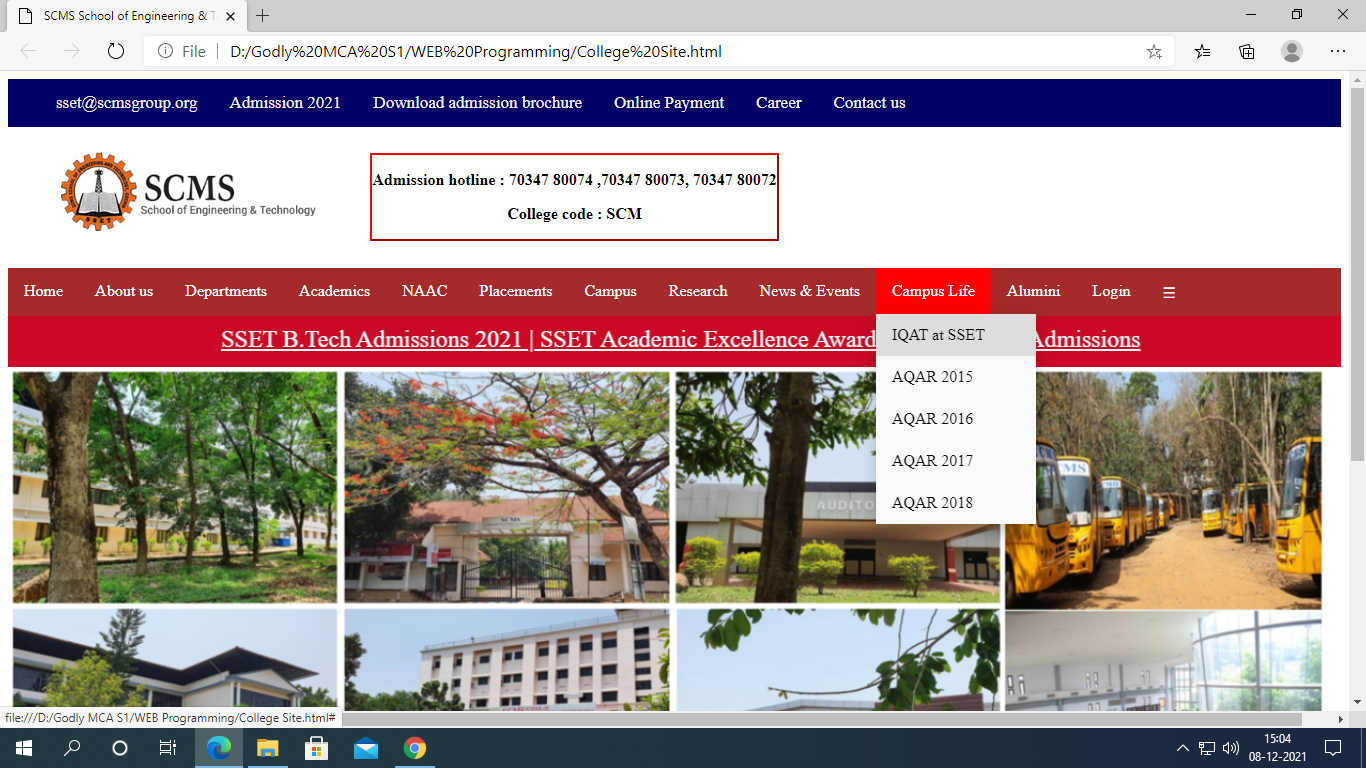 SCMS School of Engineering & T
File
D:/Godly%20MCA%20S1/WEB%20Programming/College%20Site.html
sset@scmsgroup.org Admission 2021 Download admission brochure Online Payment Career Contact us
SCMS
School of Engineering & Technology
SSET
Admission hotline : 70347 80074 ,70347 80073, 70347 80072
College code : SCM
Home About us Departments Academics NAAC Placements Campus Research News & Events Campus Life Alumini Login ☰
SSET B.Tech Admissions 2021 | SSET Academic Excellence Award Admissions
IQAT at SSET
AQAR 2015
AQAR 2016
AQAR 2017
AQAR 2018
SCMS
AUDITO
file:///D:/Godly MCA S1/WEB Programming/College Site.html#
15:04
08-12-2021